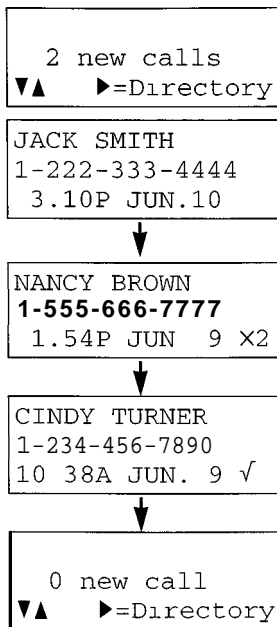 2 new calls
▼▲ ▶=Directory
JACK SMITH
1-222-333-4444
3.10P JUN.10
NANCY BROWN
1-555-666-7777
1.54P JUN 9 ×2
CINDY TURNER
1-234-456-7890
10 38A JUN. 9 √
0 new call
▼▲ ▶=Directory